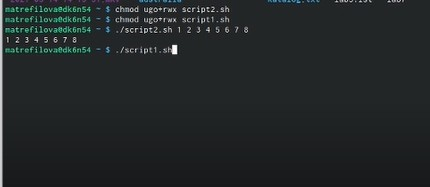 matrefilova@dk6n54 ~ $ chmod ugo+rwx script2.sh
matrefilova@dk6n54 ~ $ chmod ugo+rwx script1.sh
matrefilova@dk6n54 ~ $ ./script2.sh 1 2 3 4 5 6 7 8
1 2 3 4 5 6 7 8
matrefilova@dk6n54 ~ $ ./script1.sh